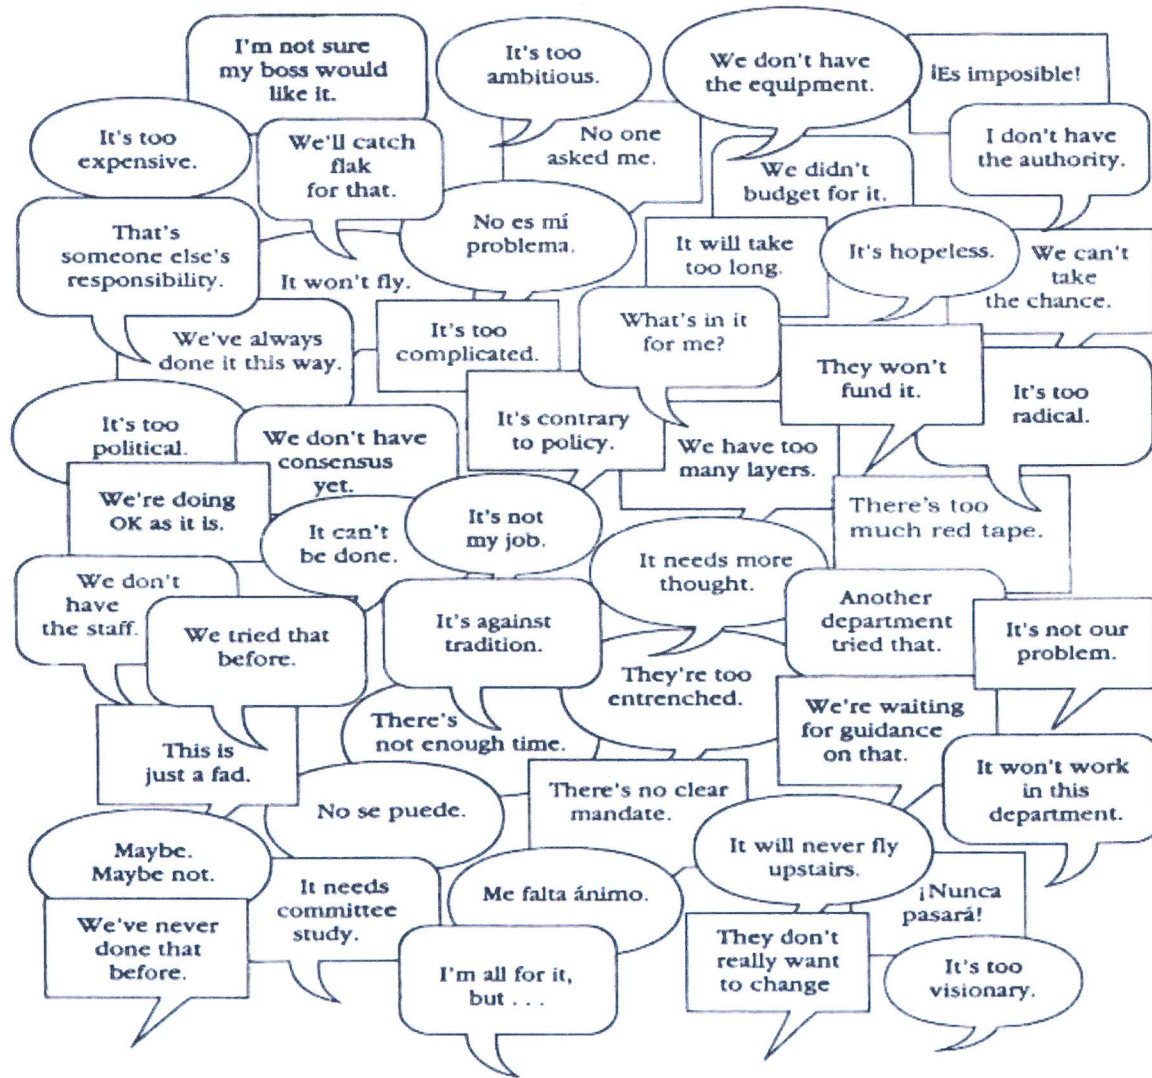 I'm not sure
my boss would
like it.
It's too
ambitious.
We don't have
the equipment.
¡Es imposible!
It's too
expensive.
We'll catch
flak
for that.
No one
asked me.
We didn't
budget for it.
I don't have
the authority.
That's
someone else's
responsibility.
It won't fly.
No es mí
problema.
It will take
too long.
It's hopeless.
We can't
take
the chance.
We've always
done it this way.
It's too
complicated.
What's in it
for me?
They won't
fund it.
It's too
radical.
It's too
political.
We don't have
consensus
yet.
It's contrary
to policy.
We have too
many layers.
We're doing
OK as it is.
It can't
be done.
It's not
my job.
It needs more
thought.
There's too
much red tape.
We don't
have
the staff.
We tried that
before.
It's against
tradition.
They're too
entrenched.
Another
department
tried that.
It's not our
problem.
This is
just a fad.
There's
not enough time.
We're waiting
for guidance
on that.
It won't work
in this
department.
No se puede.
There's no clear
mandate.
Maybe.
Maybe not.
It needs
committee
study.
Me falta ánimo.
It will never fly
upstairs.
¡Nunca
pasará!
We've never
done that
before.
I'm all for it,
but . . .
They don't
really want
to change
It's too
visionary.